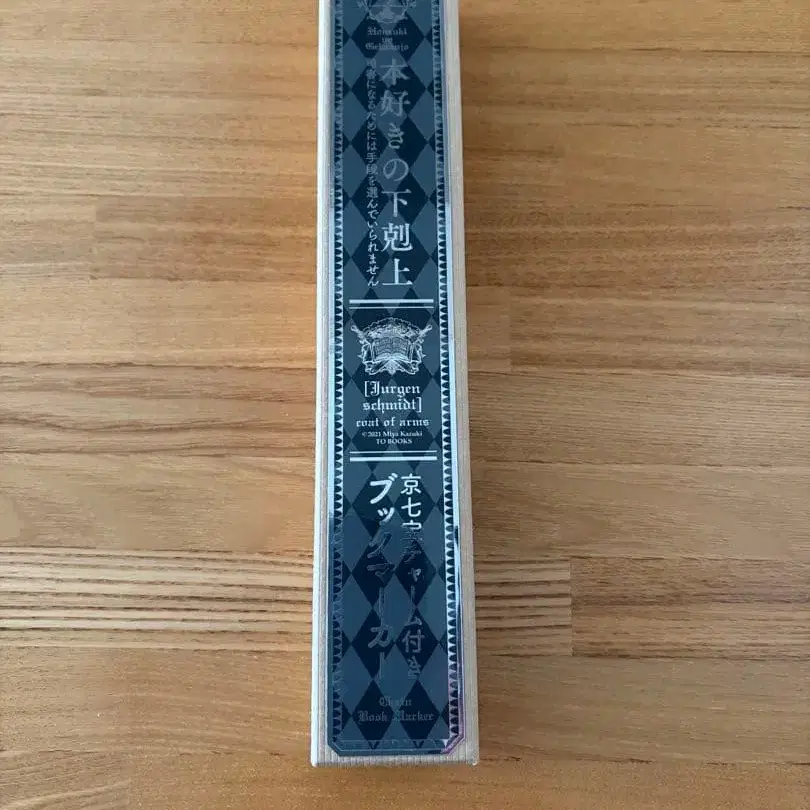 Honzuki
no
Gekokujo
本好きの下剋上
司書になるためには手段を選んでいられません
[Jurgen
schmidt]
coat of arms
©2021 Miya Kazuki
TO BOOKS
京七宝チャーム付き
ブックマーカー
Chain
Book Marker